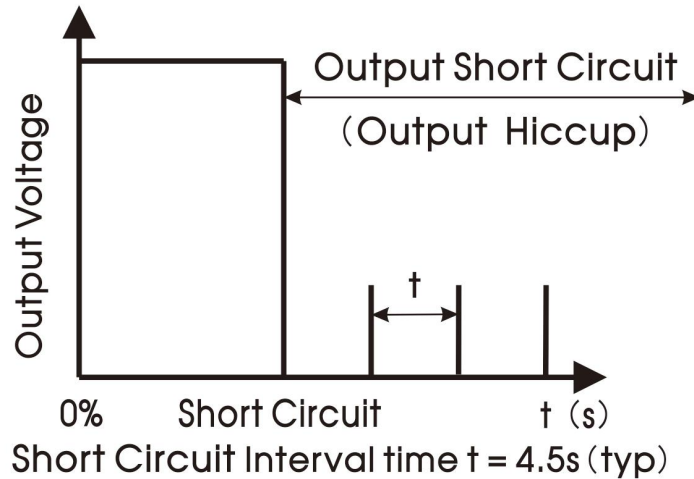 Output Voltage
Output Short Circuit
(Output Hiccup)
t
0%
Short Circuit
t (s)
Short Circuit Interval time t = 4.5s (typ)